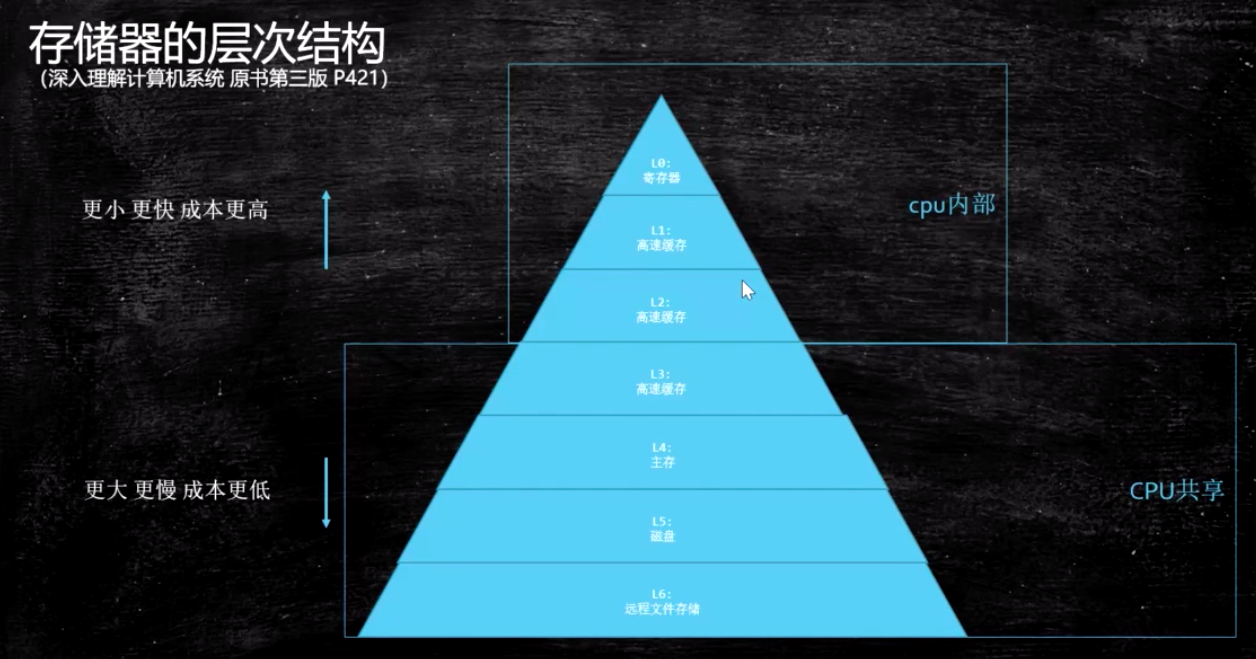 存储器的层次结构
（深入理解计算机系统 原书第三版 P421）
L0:
寄存器
更小 更快 成本更高
cpu内部
L1:
高速缓存
L2:
高速缓存
L3:
高速缓存
L4:
主存
更大 更慢 成本更低
CPU共享
L5:
磁盘
L6:
远程文件存储